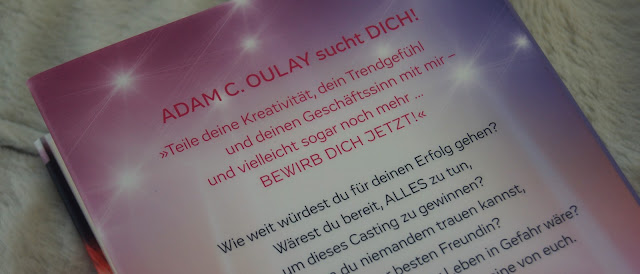 ADAM C. OULAY sucht DICH!
»Teile deine Kreativität, dein Trendgefühl
und deinen Geschäftssinn mit mir –
und vielleicht sogar noch mehr ...
BEWIRB DICH JETZT!«
Wie weit würdest du für deinen Erfolg gehen?
Wärest du bereit, ALLES zu tun,
um dieses Casting zu gewinnen?
du niemandem trauen kannst,
besten Freundin?
Leben in Gefahr wäre?
von euch.